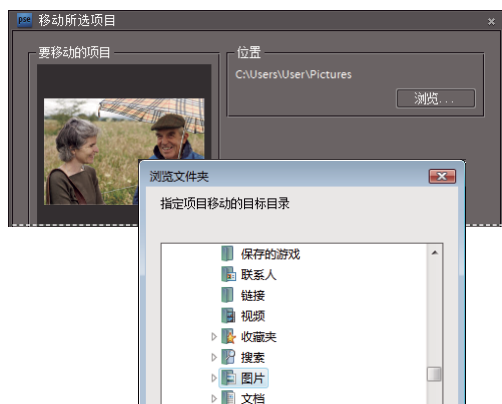 pse 移动所选项目
要移动的项目
位置
C:\Users\User\Pictures
浏览...
浏览文件夹
指定项目移动的目标目录
保存的游戏
联系人
链接
视频
收藏夹
搜索
图片
文档